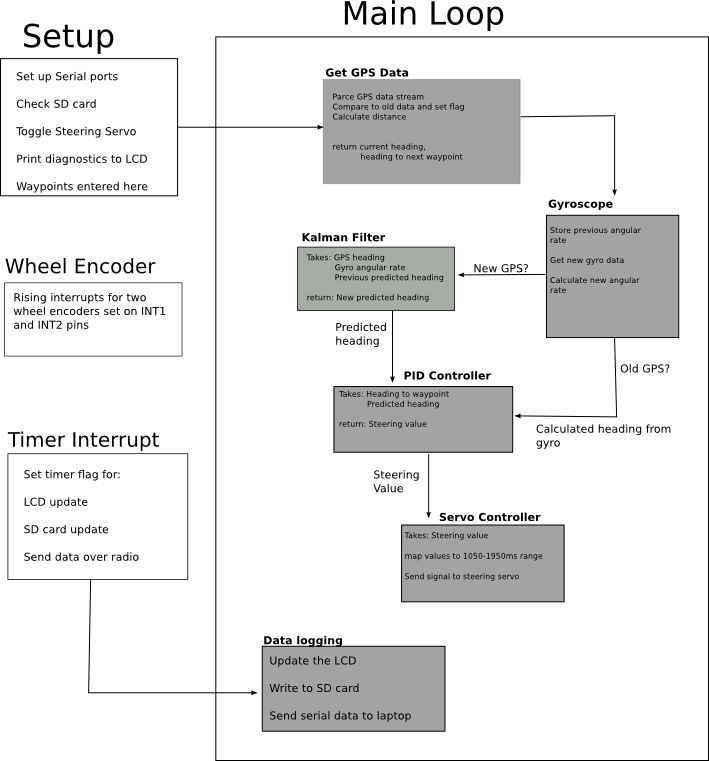 Setup
Set up Serial ports
Check SD card
Toggle Steering Servo
Print diagnostics to LCD
Waypoints entered here
Wheel Encoder
Rising interrupts for two
wheel encoders set on INT1
and INT2 pins
Timer Interrupt
Set timer flag for:
LCD update
SD card update
Send data over radio
Main Loop
Get GPS Data
Parce GPS data stream
Compare to old data and set flag
Calculate distance
return current heading,
heading to next waypoint
Gyroscope
Store previous angular
rate
Get new gyro data
Calculate new angular
rate
New GPS?
Kalman Filter
Takes: GPS heading
Gyro angular rate
Previous predicted heading
return: New predicted heading
Predicted
heading
Old GPS?
Calculated heading from
gyro
PID Controller
Takes: Heading to waypoint
Predicted heading
return: Steering value
Steering
Value
Servo Controller
Takes: Steering value
map values to 1050-1950ms range
Send signal to steering servo
Data logging
Update the LCD
Write to SD card
Send serial data to laptop